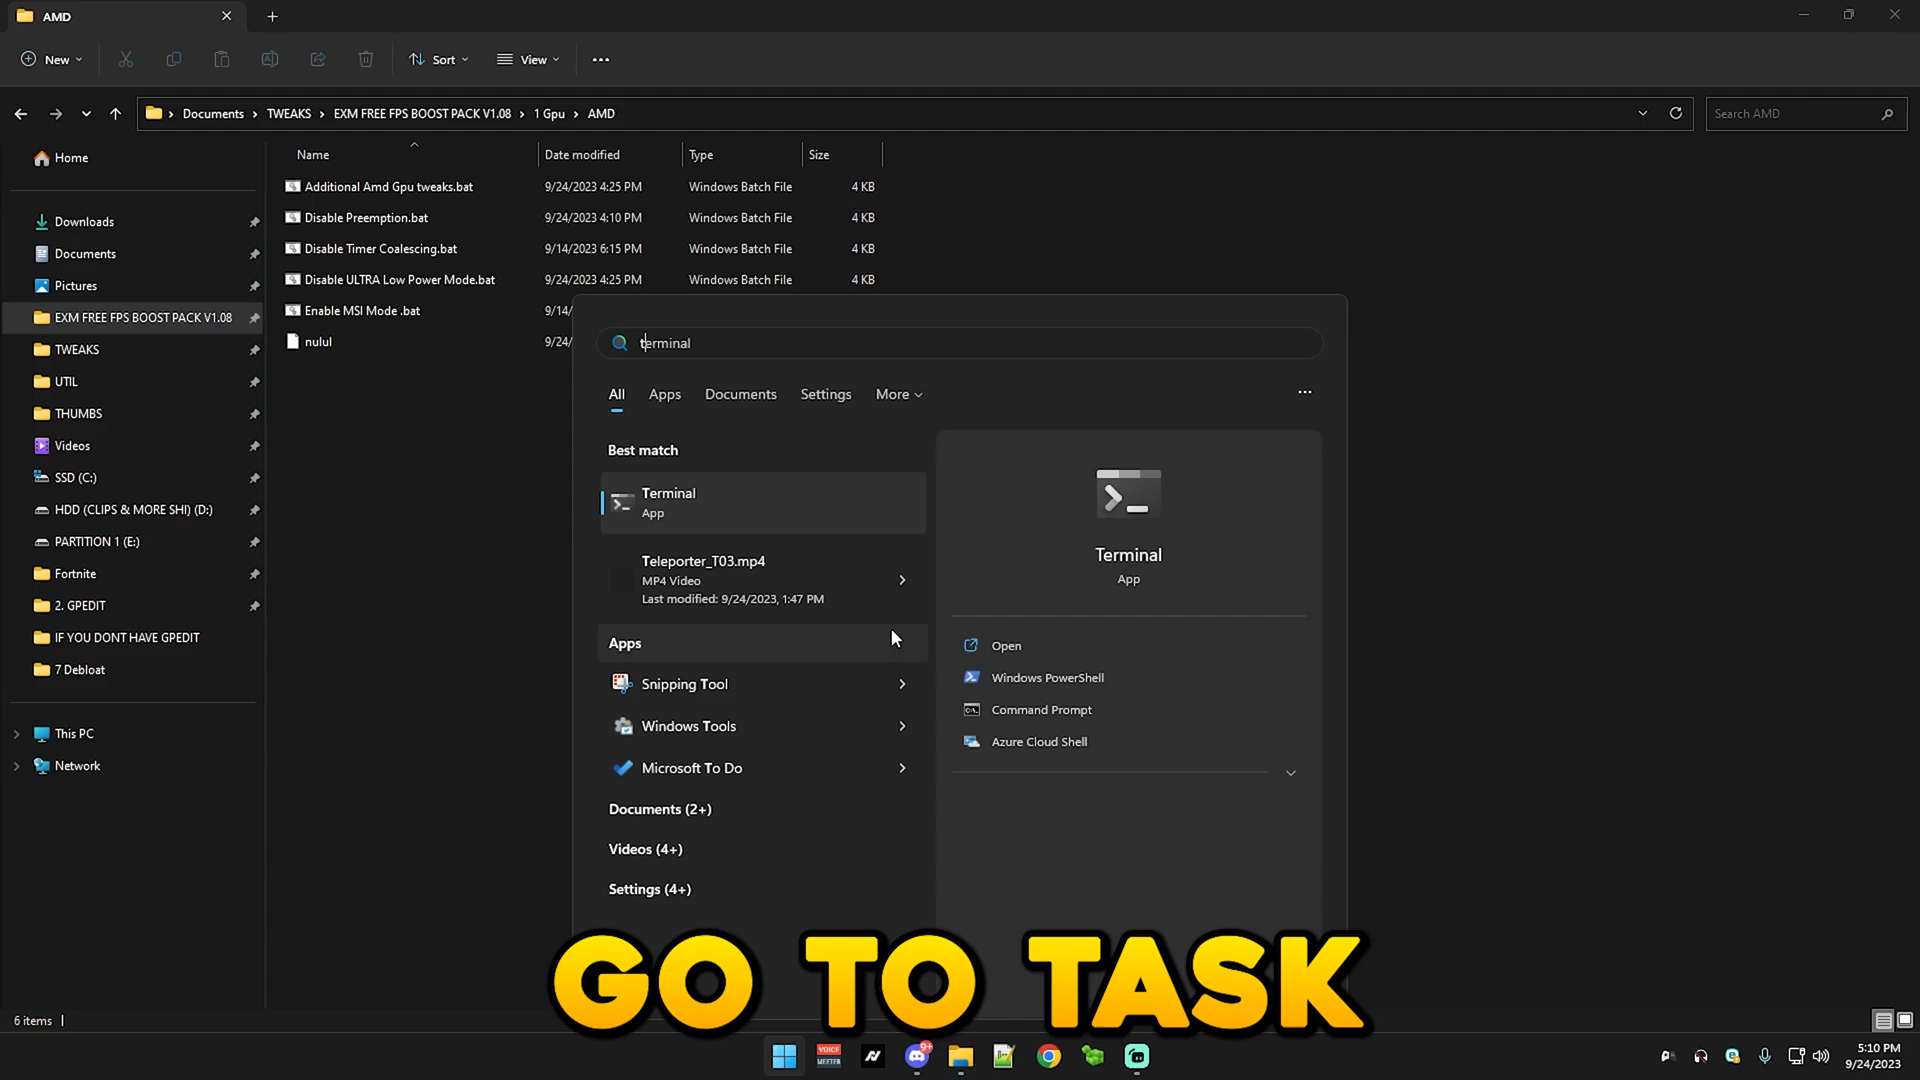 AMD
New
Sort
View
Documents > TWEAKS > EXM FREE FPS BOOST PACK V1.08 > 1 Gpu > AMD
Search AMD
Name Date modified Type Size
Additional Amd Gpu tweaks.bat 9/24/2023 4:25 PM Windows Batch File 4 KB
Disable Preemption.bat 9/24/2023 4:10 PM Windows Batch File 4 KB
Disable Timer Coalescing.bat 9/14/2023 6:15 PM Windows Batch File 4 KB
Disable ULTRA Low Power Mode.bat 9/24/2023 4:25 PM Windows Batch File 4 KB
Enable MSI Mode .bat 9/14/
nulul 9/24/
Home
Downloads
Documents
Pictures
EXM FREE FPS BOOST PACK V1.08
TWEAKS
UTIL
THUMBS
Videos
SSD (C:)
HDD (CLIPS & MORE SHI) (D:)
PARTITION 1 (E:)
Fortnite
2. GPEDIT
IF YOU DONT HAVE GPEDIT
7 Debloat
This PC
Network
terminal
All Apps Documents Settings More
Best match
Terminal
App
Teleporter_T03.mp4
MP4 Video
Last modified: 9/24/2023, 1:47 PM
Apps
Snipping Tool
Windows Tools
Microsoft To Do
Documents (2+)
Videos (4+)
Settings (4+)
Terminal
App
Open
Windows PowerShell
Command Prompt
Azure Cloud Shell
GO TO TASK
6 items
VOICE
MEETER
9+
5:10 PM
9/24/2023